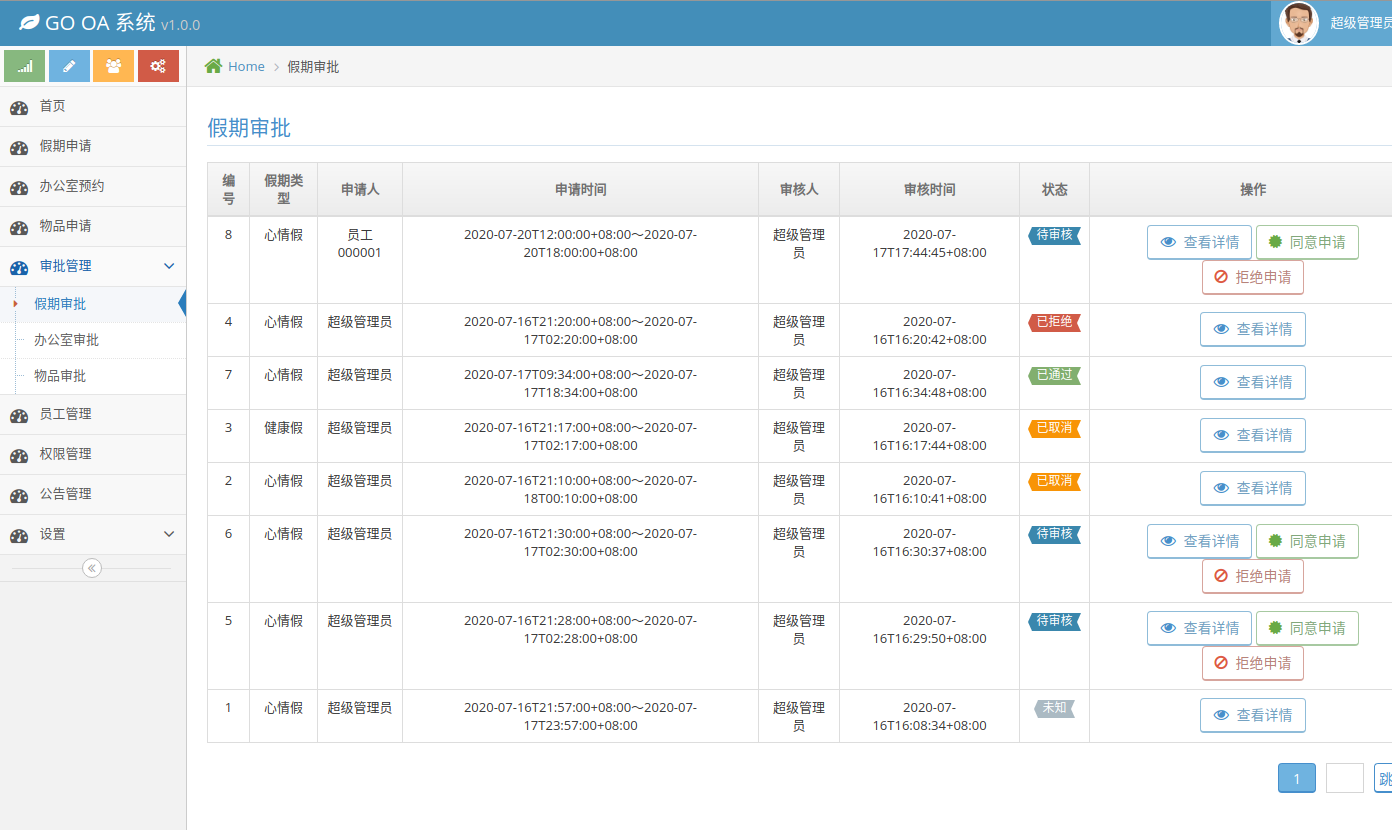 GO OA 系统 v1.0.0
超级管理员
Home
假期审批
首页
假期申请
办公室预约
物品申请
审批管理
假期审批
办公室审批
物品审批
员工管理
权限管理
公告管理
设置
假期审批
编
号
假期类
型
申请人
申请时间
审核人
审核时间
状态
操作
8
心情假
员工
000001
2020-07-20T12:00:00+08:00~2020-07-
20T18:00:00+08:00
超级管理
员
2020-07-
17T17:44:45+08:00
待审核
查看详情
同意申请
拒绝申请
4
心情假
超级管理员
2020-07-16T21:20:00+08:00~2020-07-
17T02:20:00+08:00
超级管理
员
2020-07-
16T16:20:42+08:00
已拒绝
查看详情
7
心情假
超级管理员
2020-07-17T09:34:00+08:00~2020-07-
17T18:34:00+08:00
超级管理
员
2020-07-
16T16:34:48+08:00
已通过
查看详情
3
健康假
超级管理员
2020-07-16T21:17:00+08:00~2020-07-
17T02:17:00+08:00
超级管理
员
2020-07-
16T16:17:44+08:00
已取消
查看详情
2
心情假
超级管理员
2020-07-16T21:10:00+08:00~2020-07-
18T00:10:00+08:00
超级管理
员
2020-07-
16T16:10:41+08:00
已取消
查看详情
6
心情假
超级管理员
2020-07-16T21:30:00+08:00~2020-07-
17T02:30:00+08:00
超级管理
员
2020-07-
16T16:30:37+08:00
待审核
查看详情
同意申请
拒绝申请
5
心情假
超级管理员
2020-07-16T21:28:00+08:00~2020-07-
17T02:28:00+08:00
超级管理
员
2020-07-
16T16:29:50+08:00
待审核
查看详情
同意申请
拒绝申请
1
心情假
超级管理员
2020-07-16T21:57:00+08:00~2020-07-
17T23:57:00+08:00
超级管理
员
2020-07-
16T16:08:34+08:00
未知
查看详情
1
跳